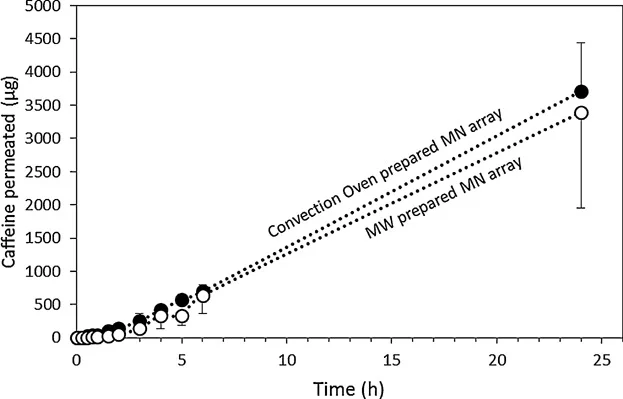 5000
4500
4000
3500
3000
2500
2000
1500
1000
500
0
Caffeine permeated (µg)
Convection Oven prepared MN array
MW prepared MN array
0 5 10 15 20 25
Time (h)